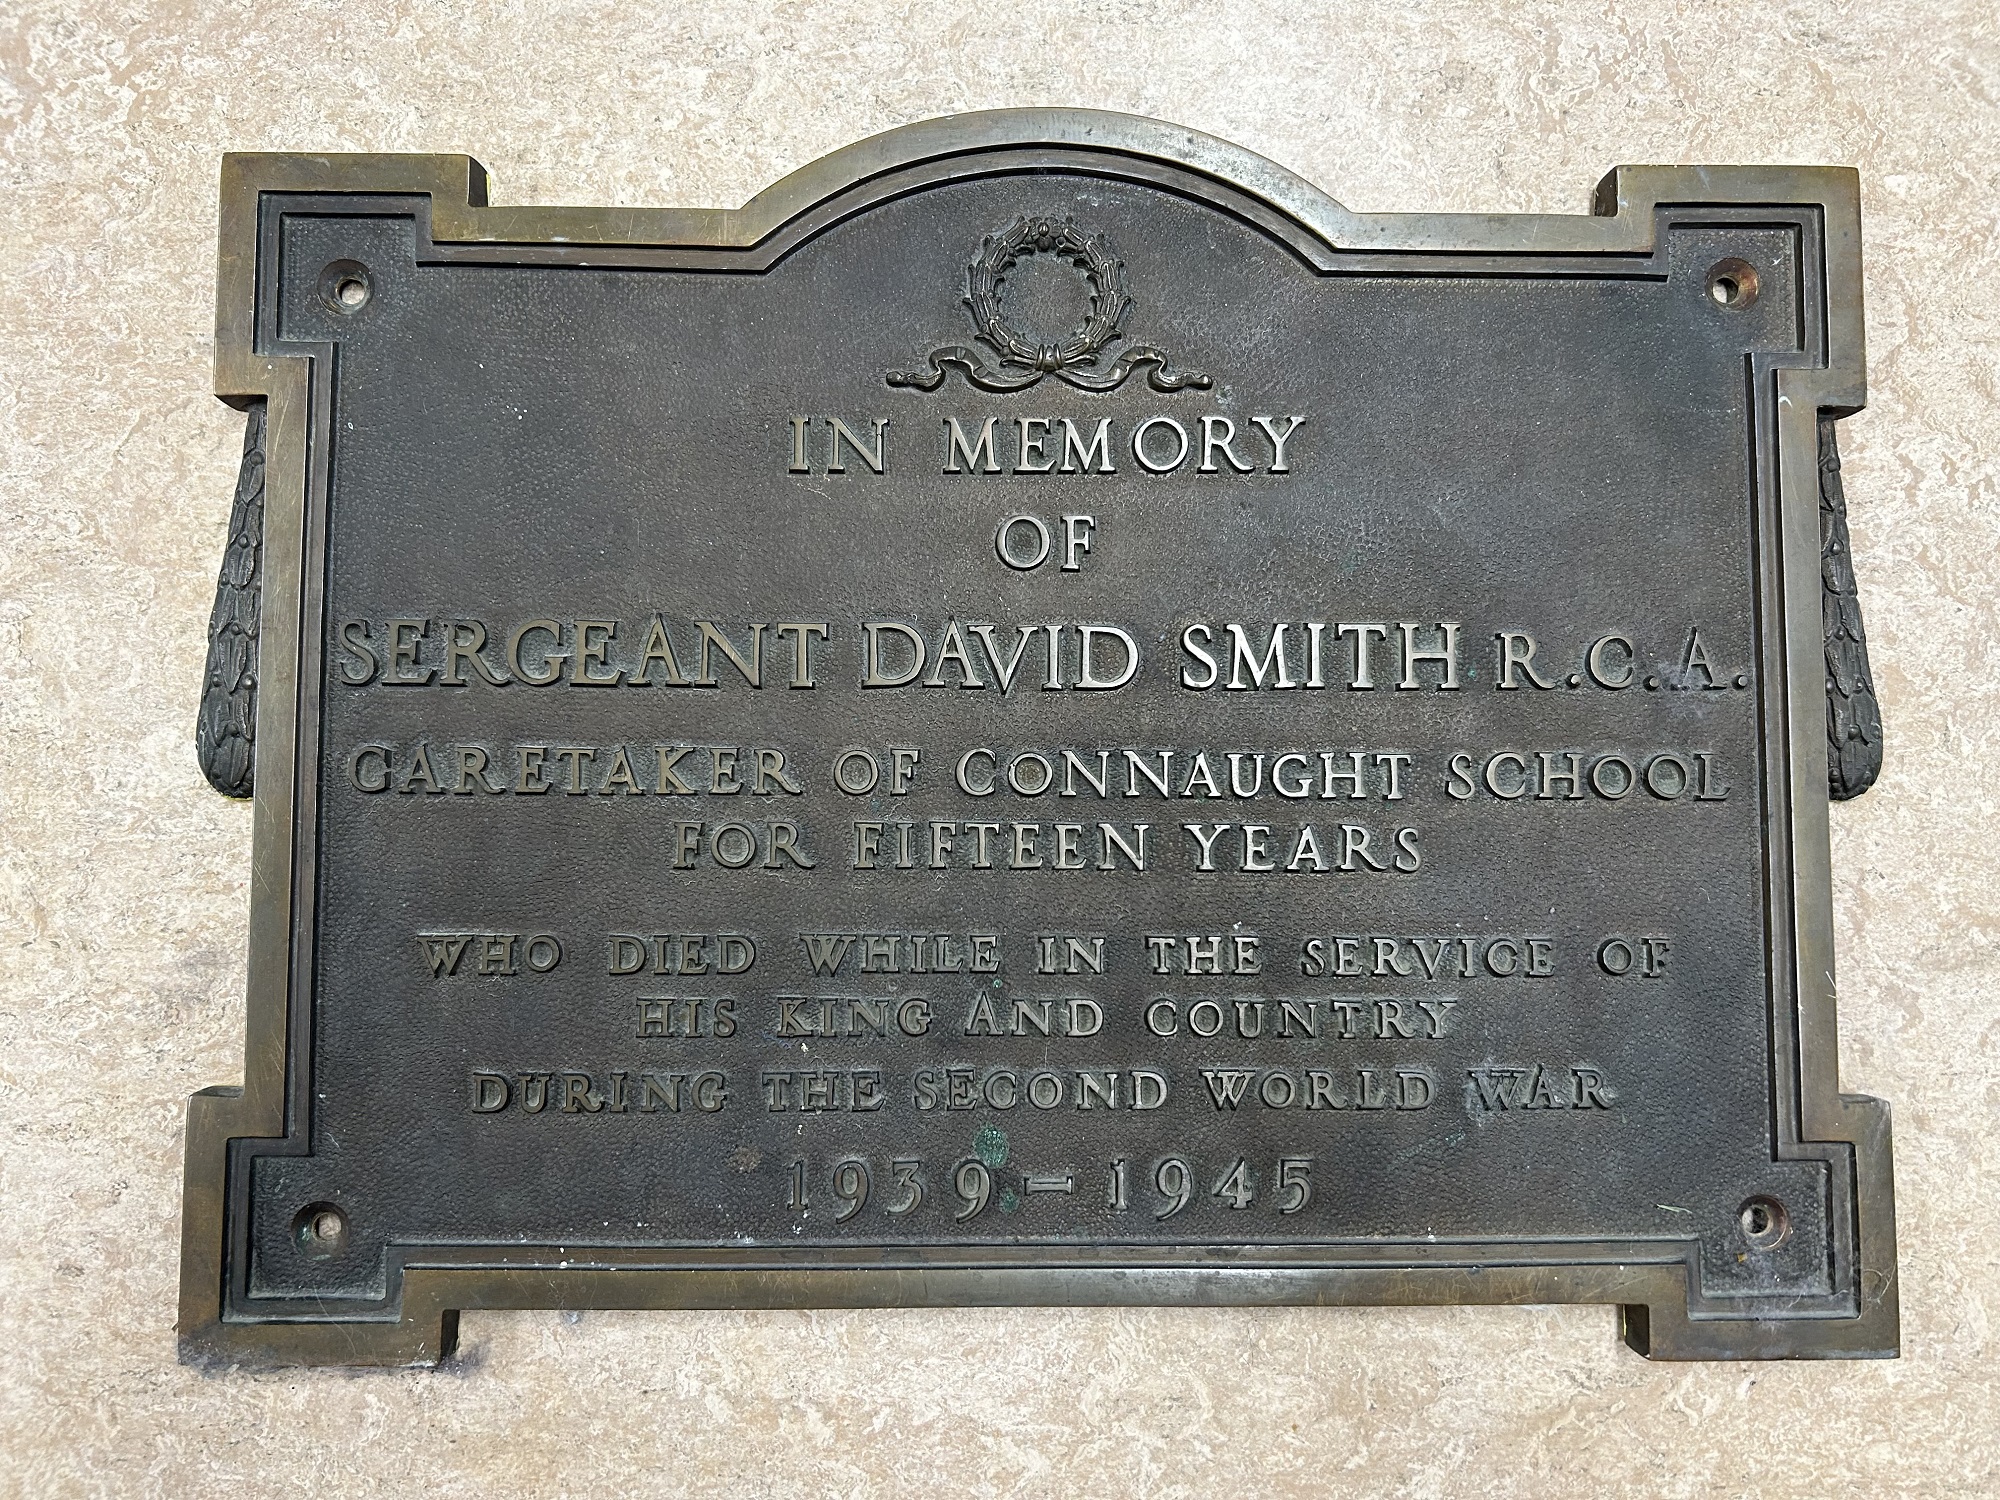 IN MEMORY
OF
SERGEANT DAVID SMITH R.C.A.
CARETAKER OF CONNAUGHT SCHOOL
FOR FIFTEEN YEARS
WHO DIED WHILE IN THE SERVICE OF
HIS KING AND COUNTRY
DURING THE SECOND WORLD WAR
1939-1945